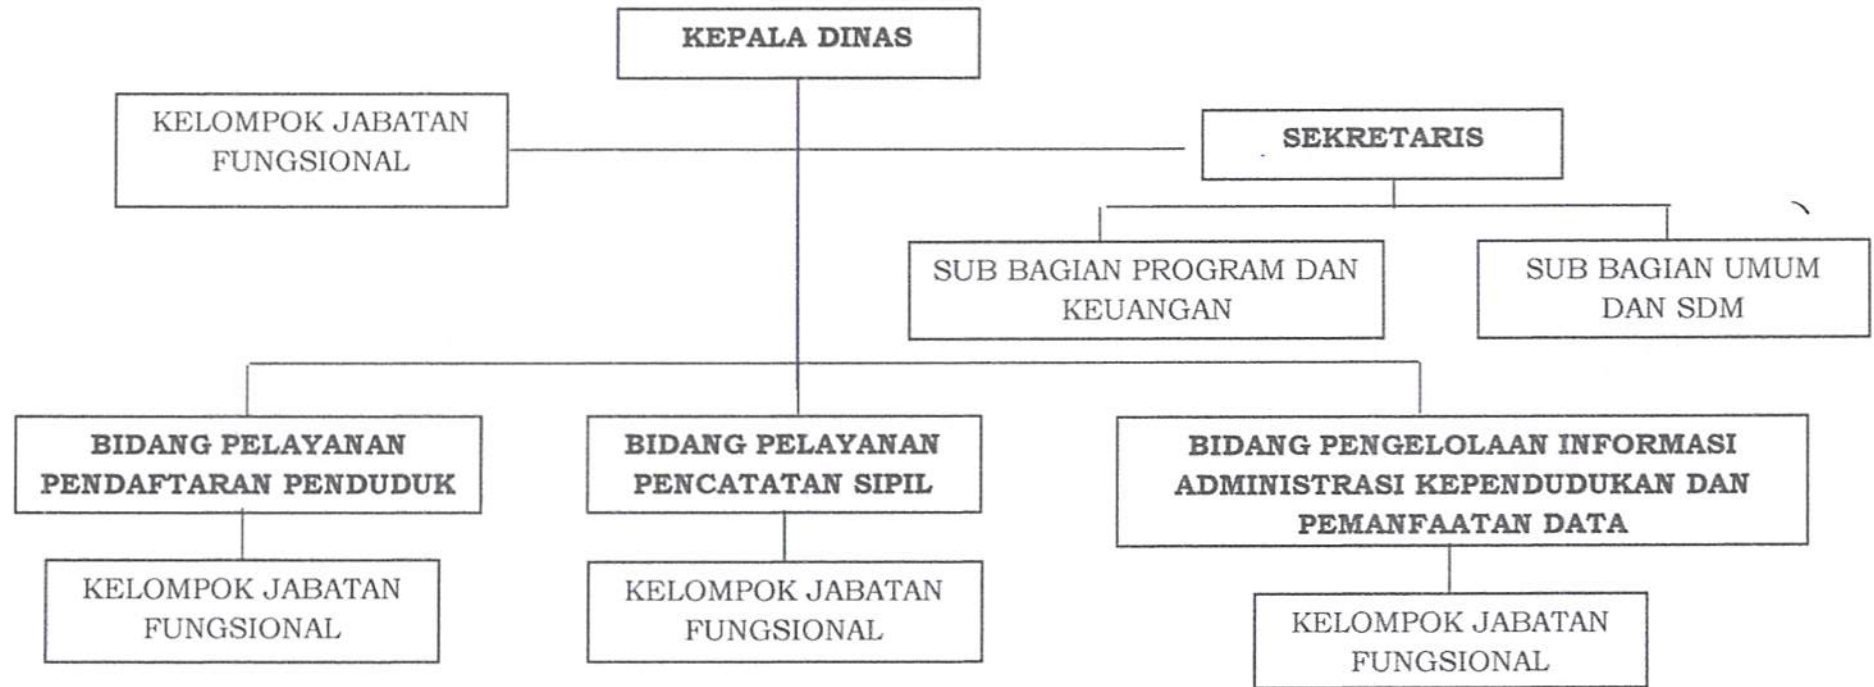 KEPALA DINAS
KELOMPOK JABATAN
FUNGSIONAL
SEKRETARIS
SUB BAGIAN PROGRAM DAN
KEUANGAN
SUB BAGIAN UMUM
DAN SDM
BIDANG PELAYANAN
PENDAFTARAN PENDUDUK
BIDANG PELAYANAN
PENCATATAN SIPIL
BIDANG PENGELOLAAN INFORMASI
ADMINISTRASI KEPENDUDUKAN DAN
PEMANFAATAN DATA
KELOMPOK JABATAN
FUNGSIONAL
KELOMPOK JABATAN
FUNGSIONAL
KELOMPOK JABATAN
FUNGSIONAL